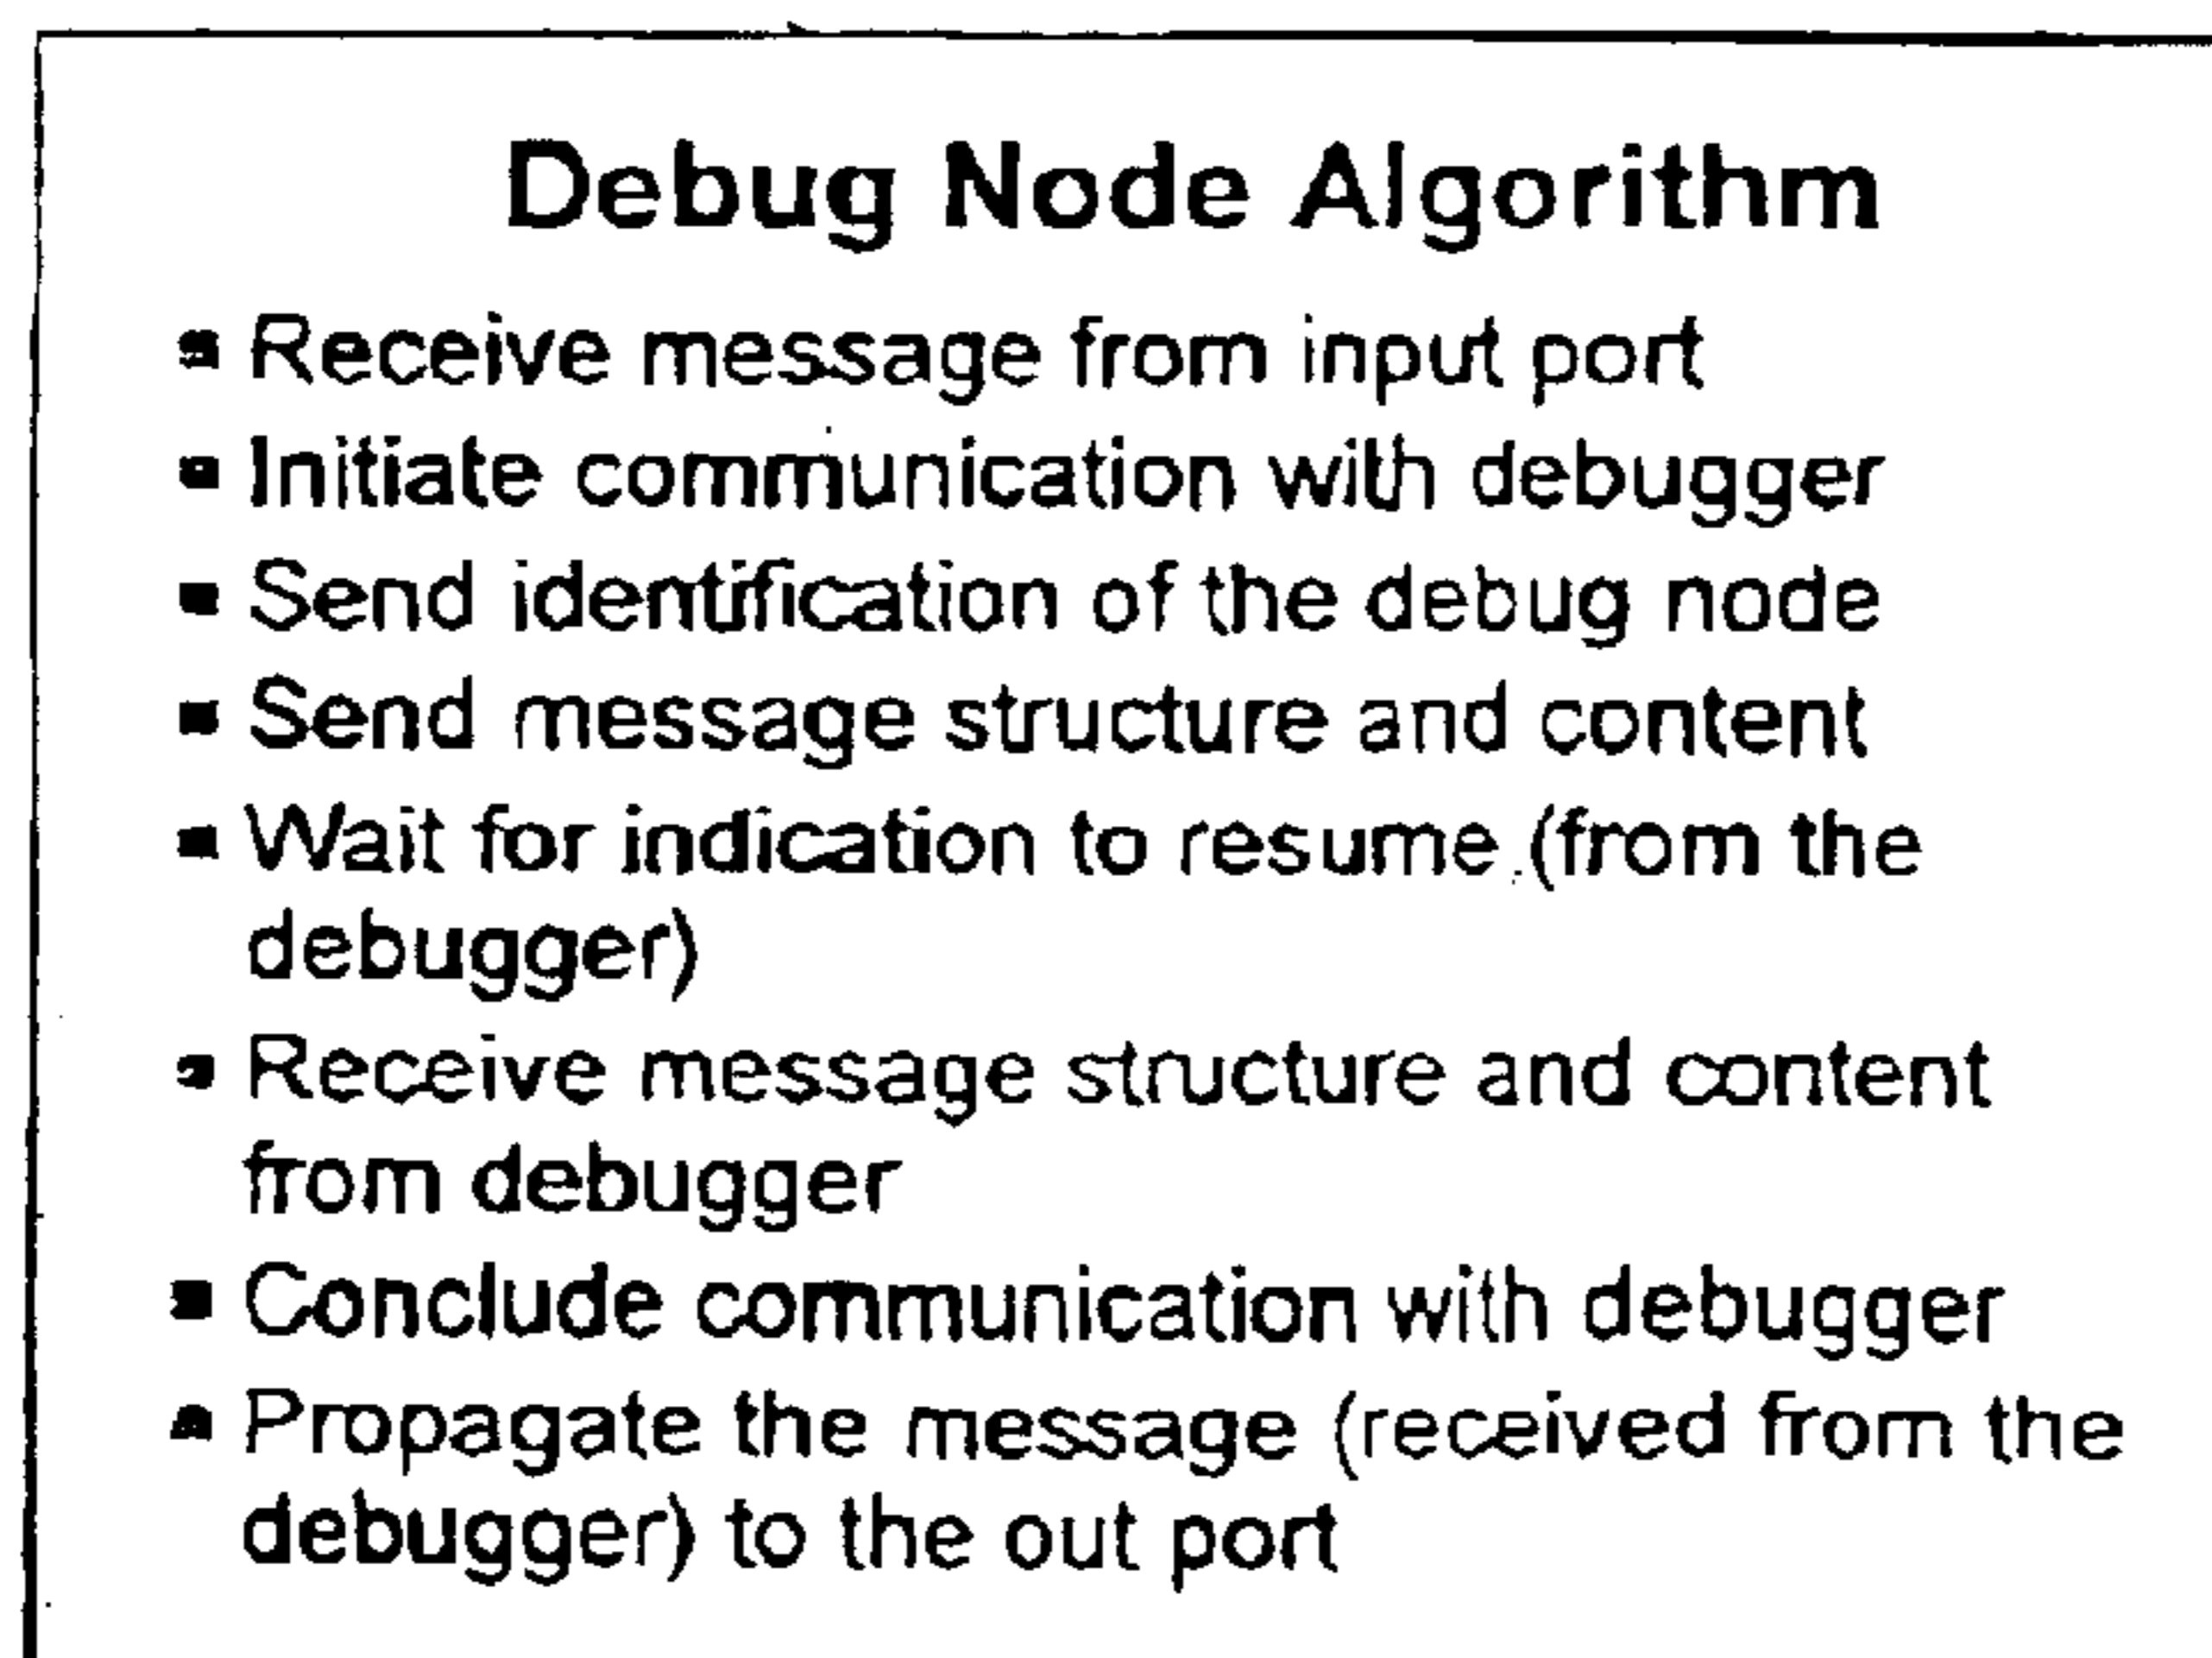 Debug Node Algorithm
▪ Receive message from input port
▪ Initiate communication with debugger
▪ Send identification of the debug node
▪ Send message structure and content
▪ Wait for indication to resume (from the
debugger)
▪ Receive message structure and content
from debugger
▪ Conclude communication with debugger
▪ Propagate the message (received from the
debugger) to the out port